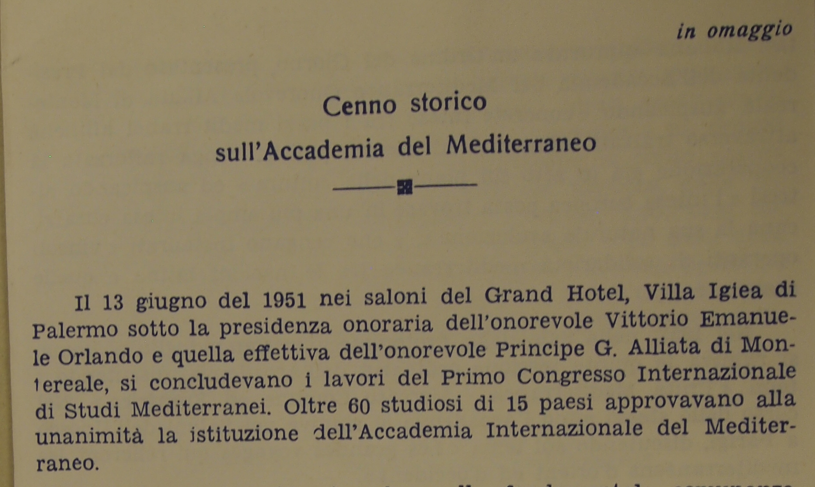 in omaggio
Cenno storico
sull'Accademia del Mediterraneo
Il 13 giugno del 1951 nei saloni del Grand Hotel, Villa Igiea di
Palermo sotto la presidenza onoraria dell'onorevole Vittorio Emanue-
le Orlando e quella effettiva dell'onorevole Principe G. Alliata di Mon-
tereale, si concludevano i lavori del Primo Congresso Internazionale
di Studi Mediterranei. Oltre 60 studiosi di 15 paesi approvavano alla
unanimità la istituzione dell'Accademia Internazionale del Mediter-
raneo.